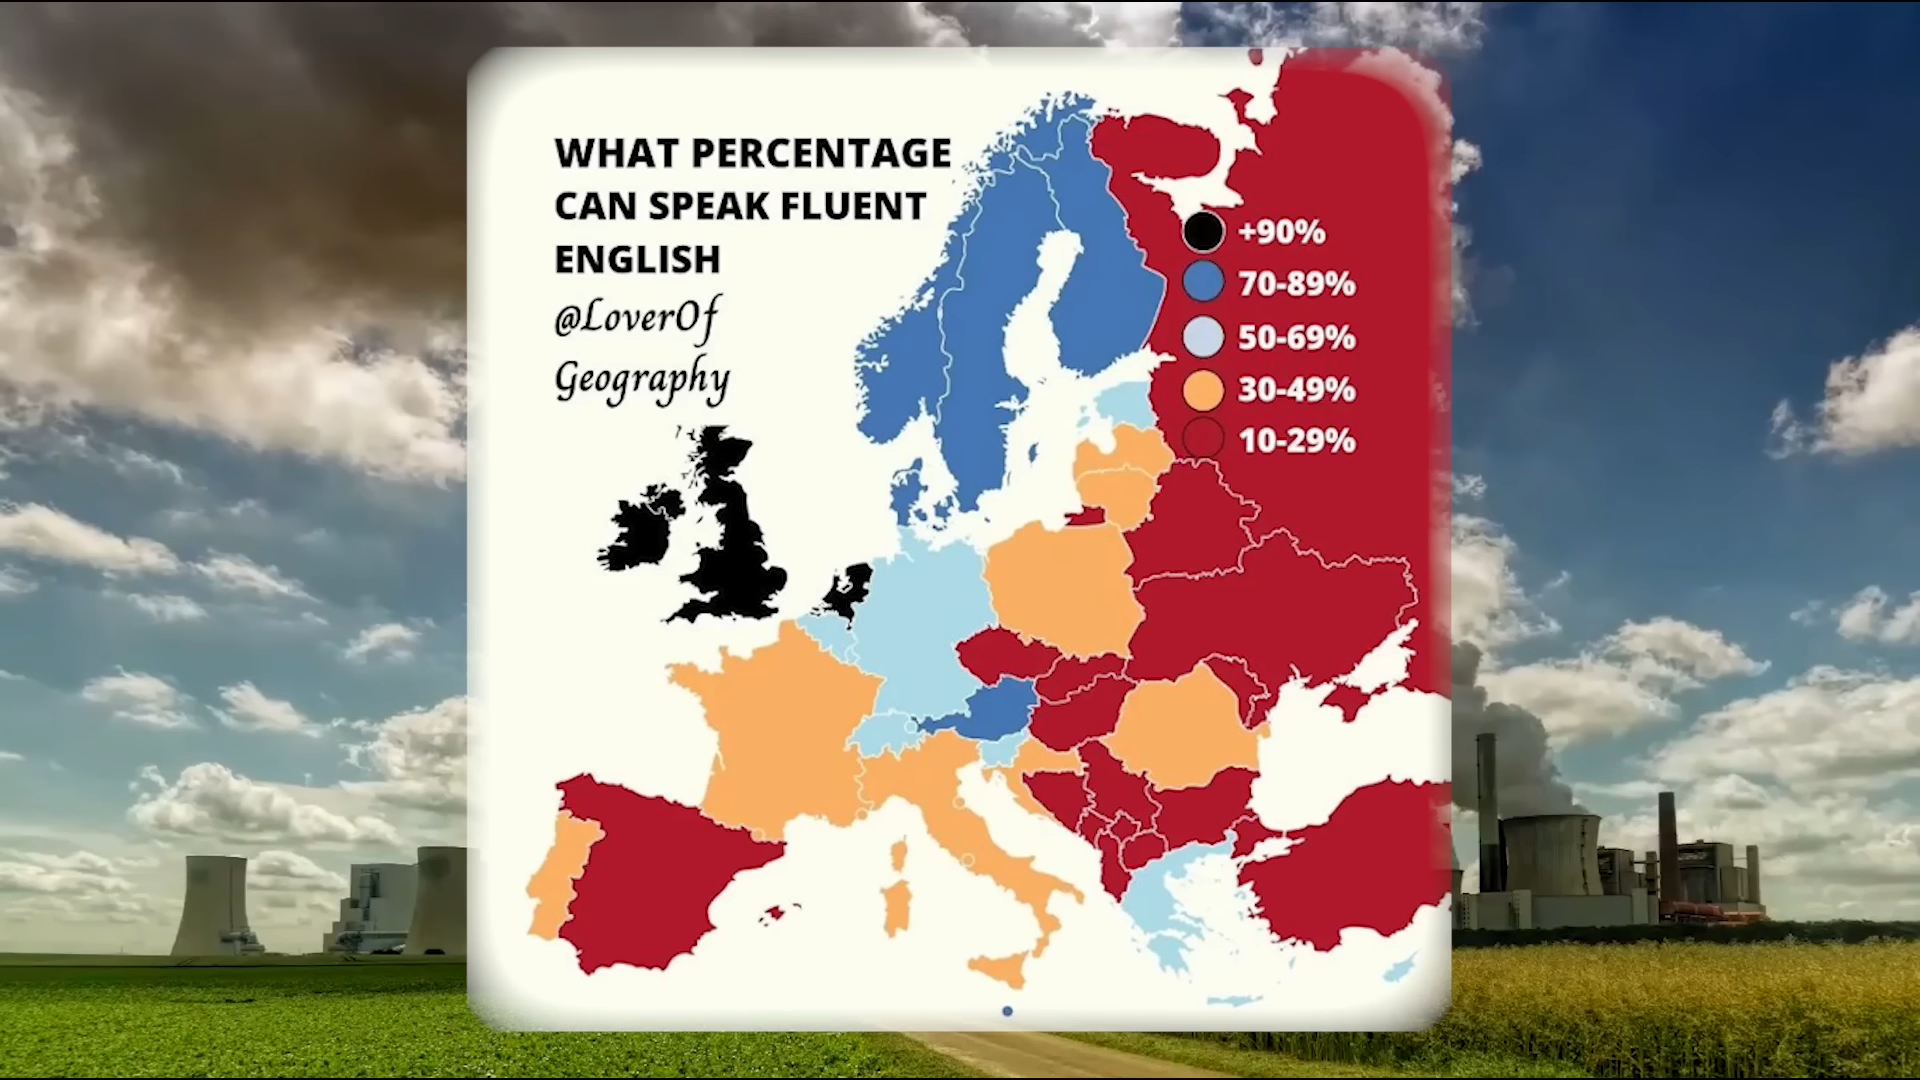 WHAT PERCENTAGE
CAN SPEAK FLUENT
ENGLISH
@LoverOf
Geography
+90%
70-89%
50-69%
30-49%
10-29%